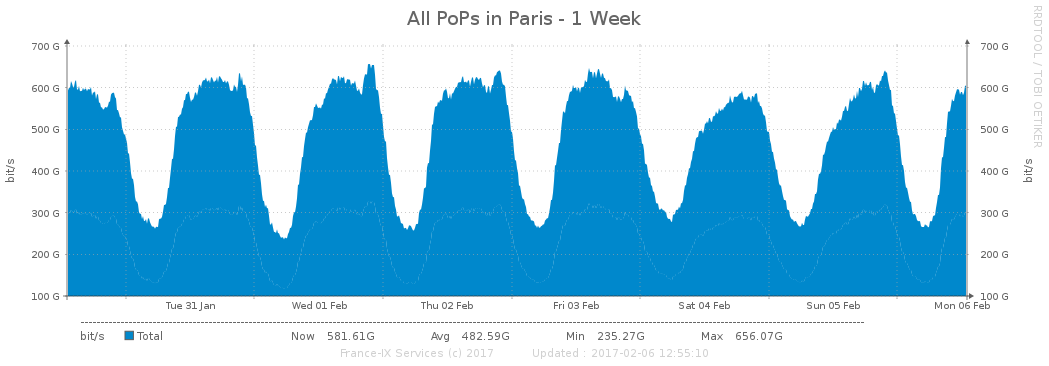 All PoPs in Paris - 1 Week
RRDTOOL / TOBI OETIKER
bit/s
bit/s
700 G
700 G
600 G
600 G
500 G
500 G
400 G
400 G
300 G
300 G
200 G
200 G
100 G
100 G
Tue 31 Jan Wed 01 Feb Thu 02 Feb Fri 03 Feb Sat 04 Feb Sun 05 Feb Mon 06 Feb
bit/s Total Now 581.61G Avg 482.59G Min 235.27G Max 656.07G
France-IX Services (c) 2017 Updated : 2017-02-06 12:55:10